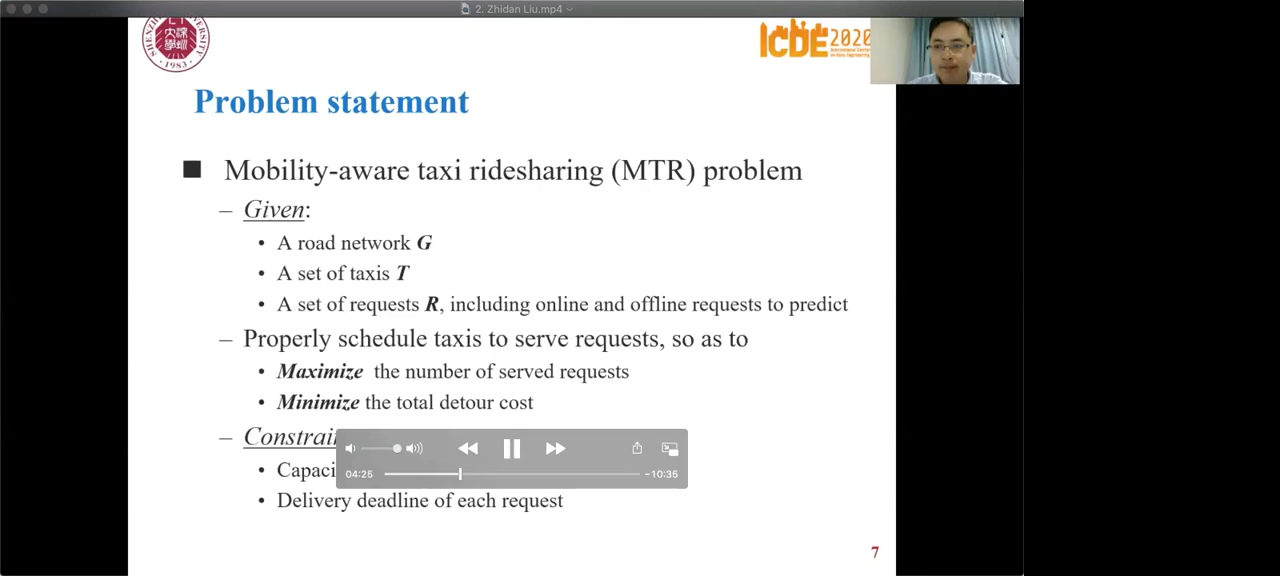 2. Zhidan Liu.mp4
ICDE 2020
1983
Problem statement
■ Mobility-aware taxi ridesharing (MTR) problem
– Given:
• A road network G
• A set of taxis T
• A set of requests R, including online and offline requests to predict
– Properly schedule taxis to serve requests, so as to
• Maximize the number of served requests
• Minimize the total detour cost
– Constrai
• Capaci
04:25 -10:35
• Delivery deadline of each request
7